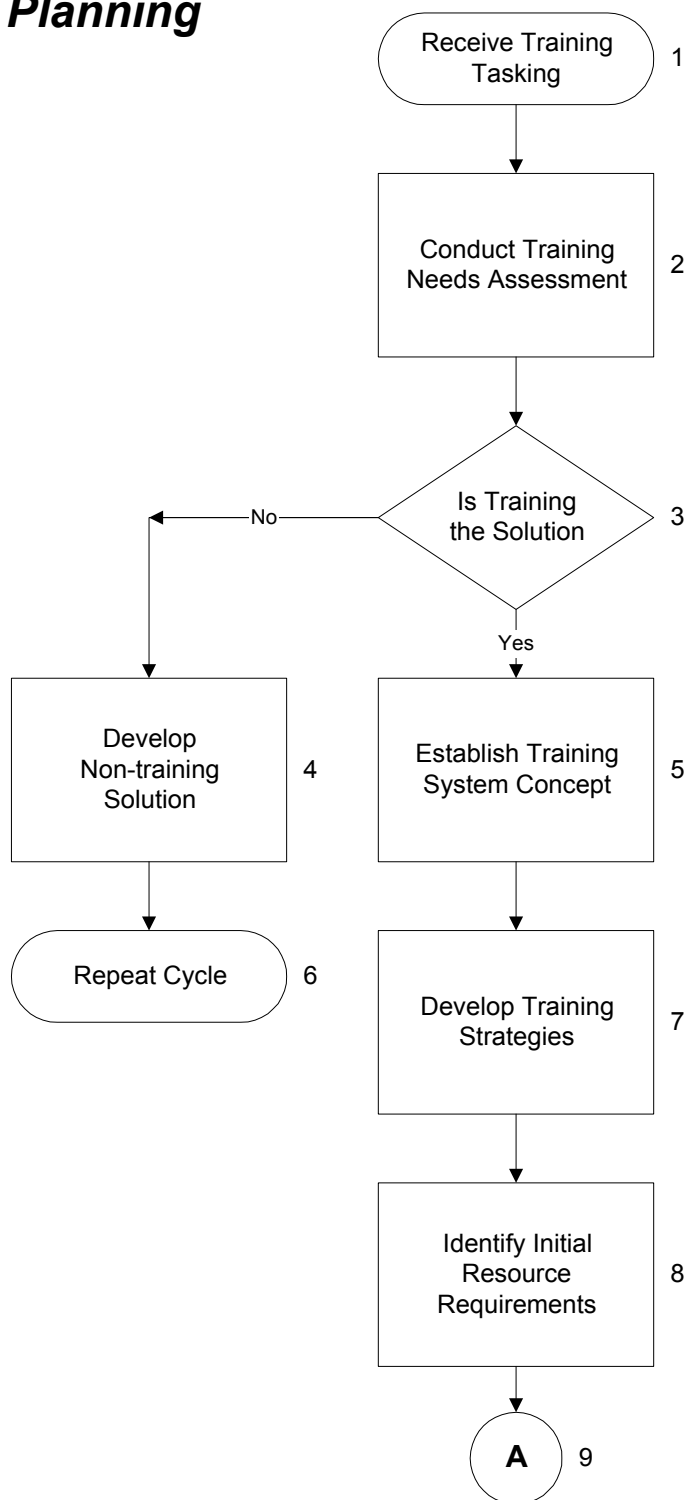 Planning
Receive Training
Tasking
1
Conduct Training
Needs Assessment
2
Is Training
the Solution
3
No
Yes
Develop
Non-training
Solution
4
Establish Training
System Concept
5
Repeat Cycle
6
Develop Training
Strategies
7
Identify Initial
Resource
Requirements
8
A
9